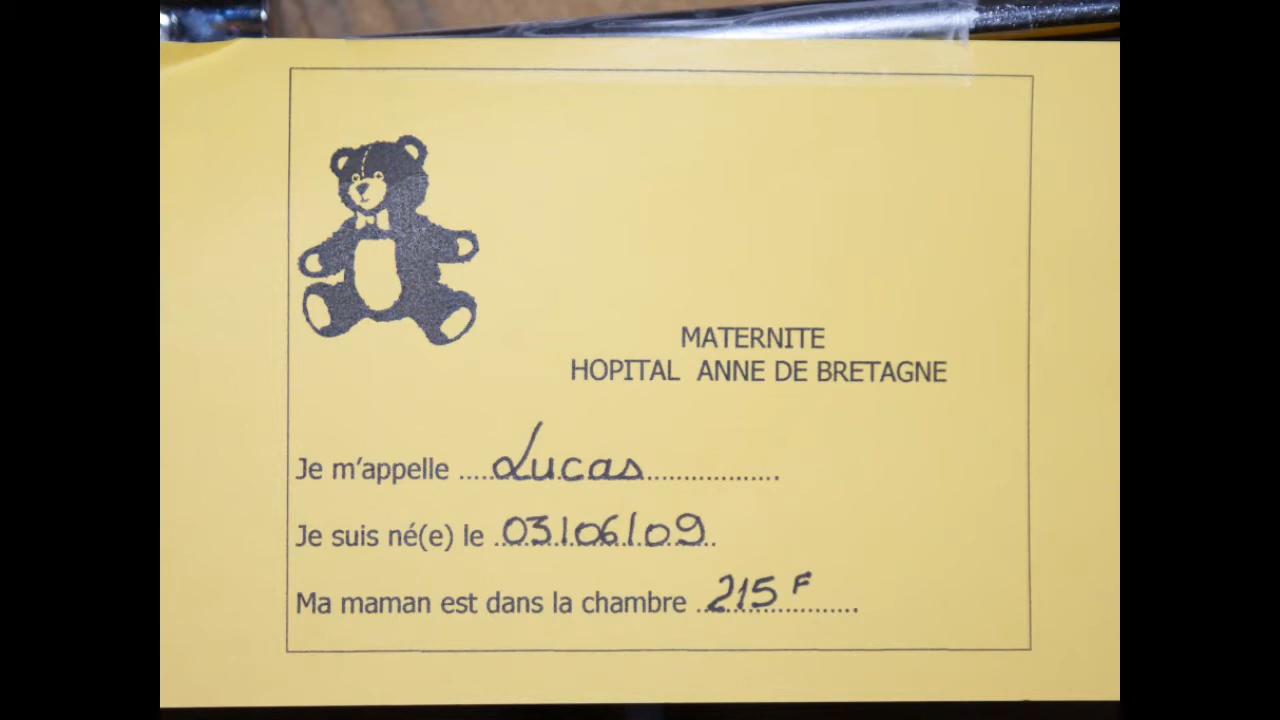 MATERNITE
HOPITAL ANNE DE BRETAGNE
Je m'appelle .....Lucas..................
Je suis né(e) le ...03/06/09...
Ma maman est dans la chambre ...215 F.........